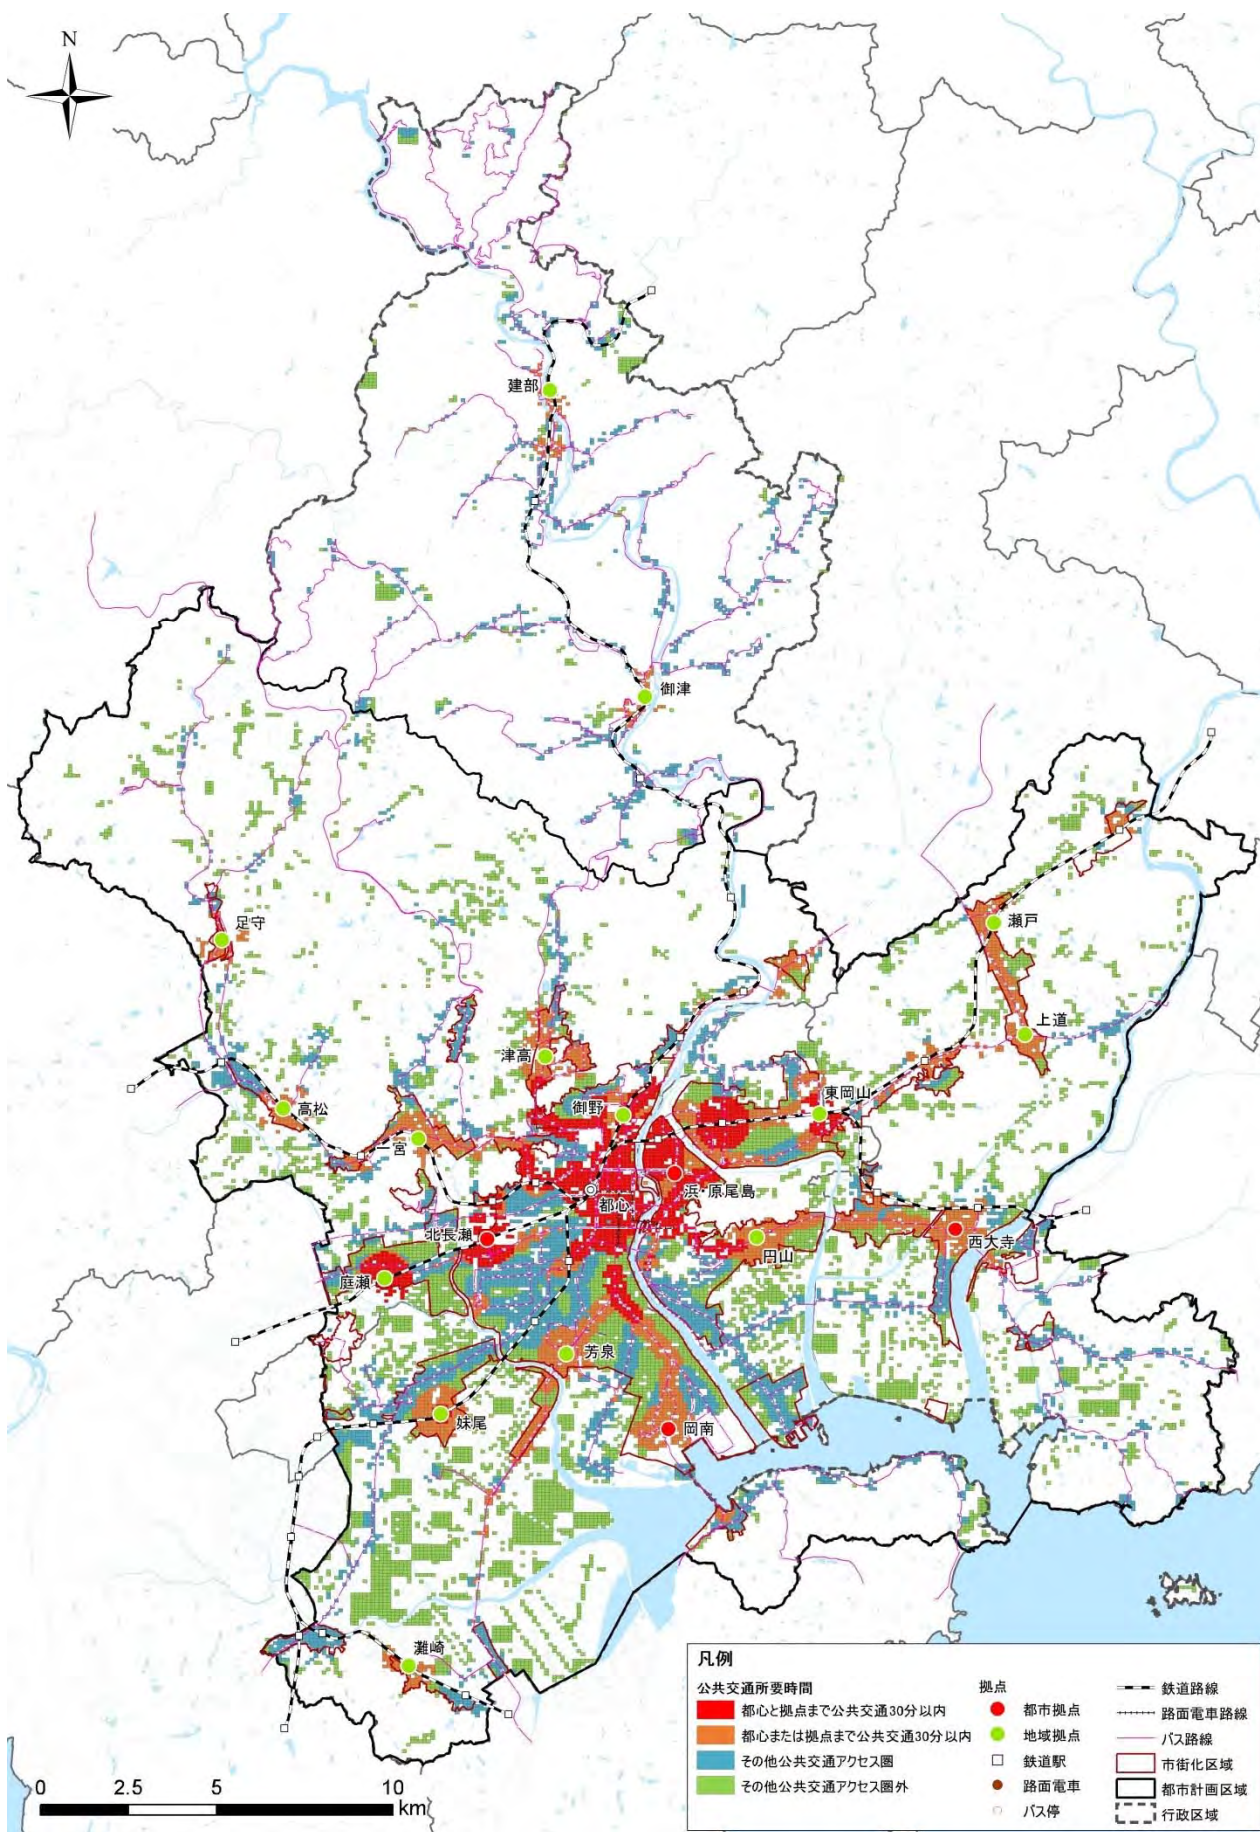 N
建部
御津
足守
瀬戸
上道
津高
東岡山
御野
高松
一宮
浜・原尾島
都心
北長瀬
西大寺
円山
庭瀬
芳泉
妹尾
岡南
灘崎
凡例
公共交通所要時間
都心と拠点まで公共交通30分以内
都心または拠点まで公共交通30分以内
その他公共交通アクセス圏
その他公共交通アクセス圏外
拠点
都市拠点
地域拠点
鉄道駅
路面電車
バス停
鉄道路線
路面電車路線
バス路線
市街化区域
都市計画区域
行政区域
0 2.5 5 10
km